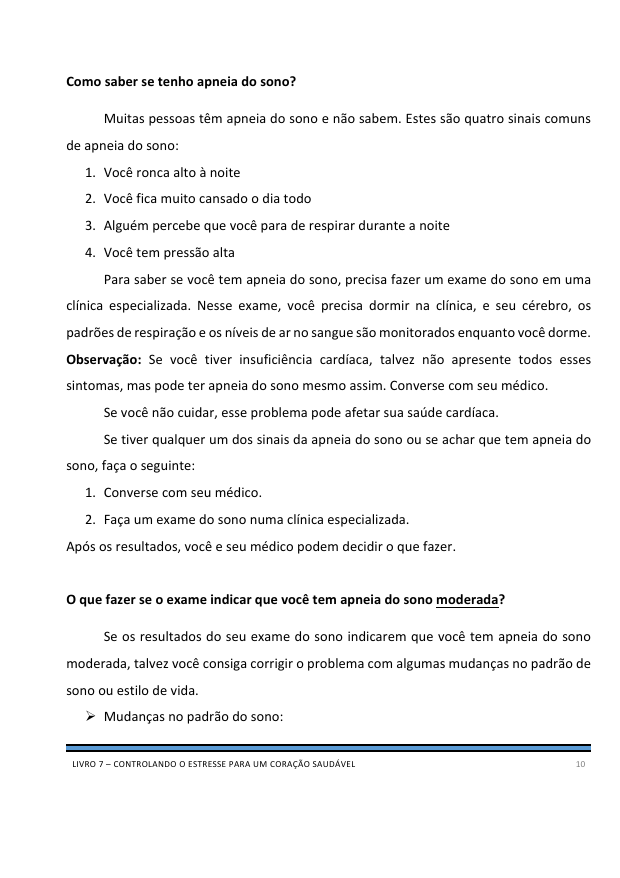 Como saber se tenho apneia do sono?
Muitas pessoas têm apneia do sono e não sabem. Estes são quatro sinais comuns
de apneia do sono:
1. Você ronca alto à noite
2. Você fica muito cansado o dia todo
3. Alguém percebe que você para de respirar durante a noite
4. Você tem pressão alta
Para saber se você tem apneia do sono, precisa fazer um exame do sono em uma
clínica especializada. Nesse exame, você precisa dormir na clínica, e seu cérebro, os
padrões de respiração e os níveis de ar no sangue são monitorados enquanto você dorme.
Observação: Se você tiver insuficiência cardíaca, talvez não apresente todos esses
sintomas, mas pode ter apneia do sono mesmo assim. Converse com seu médico.
Se você não cuidar, esse problema pode afetar sua saúde cardíaca.
Se tiver qualquer um dos sinais da apneia do sono ou se achar que tem apneia do
sono, faça o seguinte:
1. Converse com seu médico.
2. Faça um exame do sono numa clínica especializada.
Após os resultados, você e seu médico podem decidir o que fazer.
O que fazer se o exame indicar que você tem apneia do sono moderada?
Se os resultados do seu exame do sono indicarem que você tem apneia do sono
moderada, talvez você consiga corrigir o problema com algumas mudanças no padrão de
sono ou estilo de vida.
➢ Mudanças no padrão do sono:
LIVRO 7 – CONTROLANDO O ESTRESSE PARA UM CORAÇÃO SAUDÁVEL 10